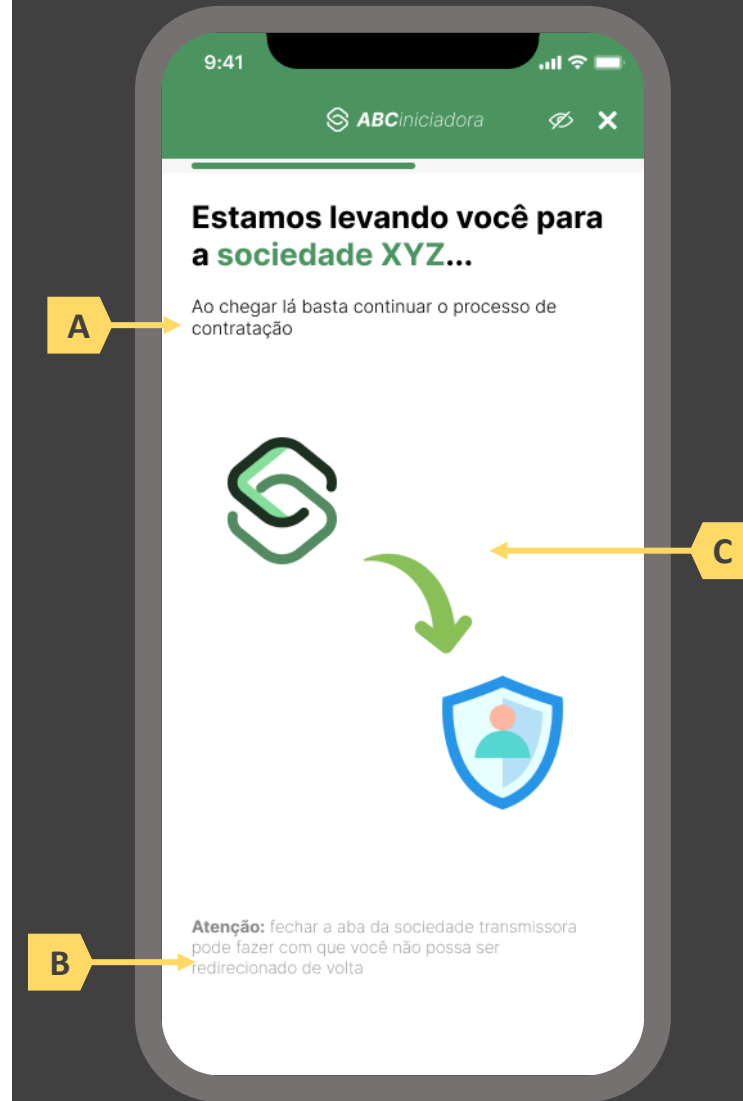 9:41
ABCiniciadora
Estamos levando você para
a sociedade XYZ...
Ao chegar lá basta continuar o processo de
contratação
A
C
Atenção: fechar a aba da sociedade transmissora
pode fazer com que você não possa ser
redirecionado de volta
B